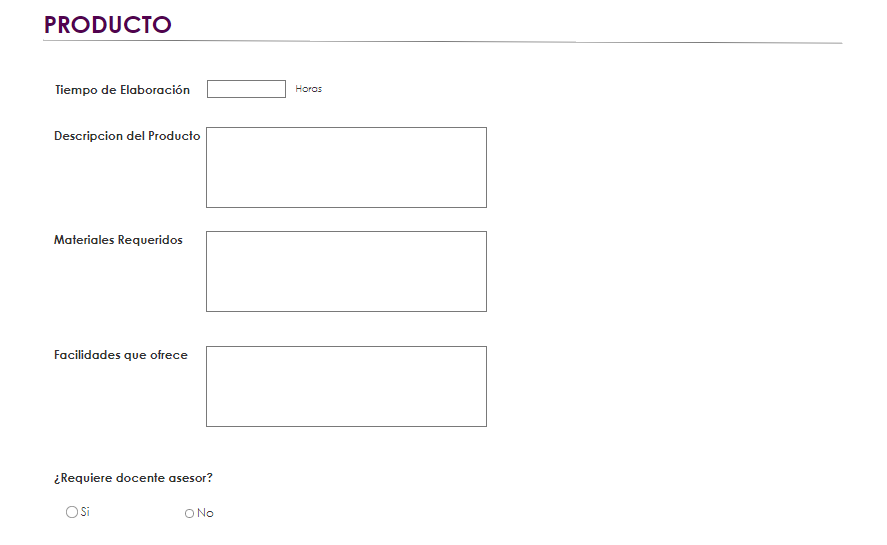 PRODUCTO
Tiempo de Elaboración Horas
Descripcion del Producto
Materiales Requeridos
Facilidades que ofrece
¿Requiere docente asesor?
Si No